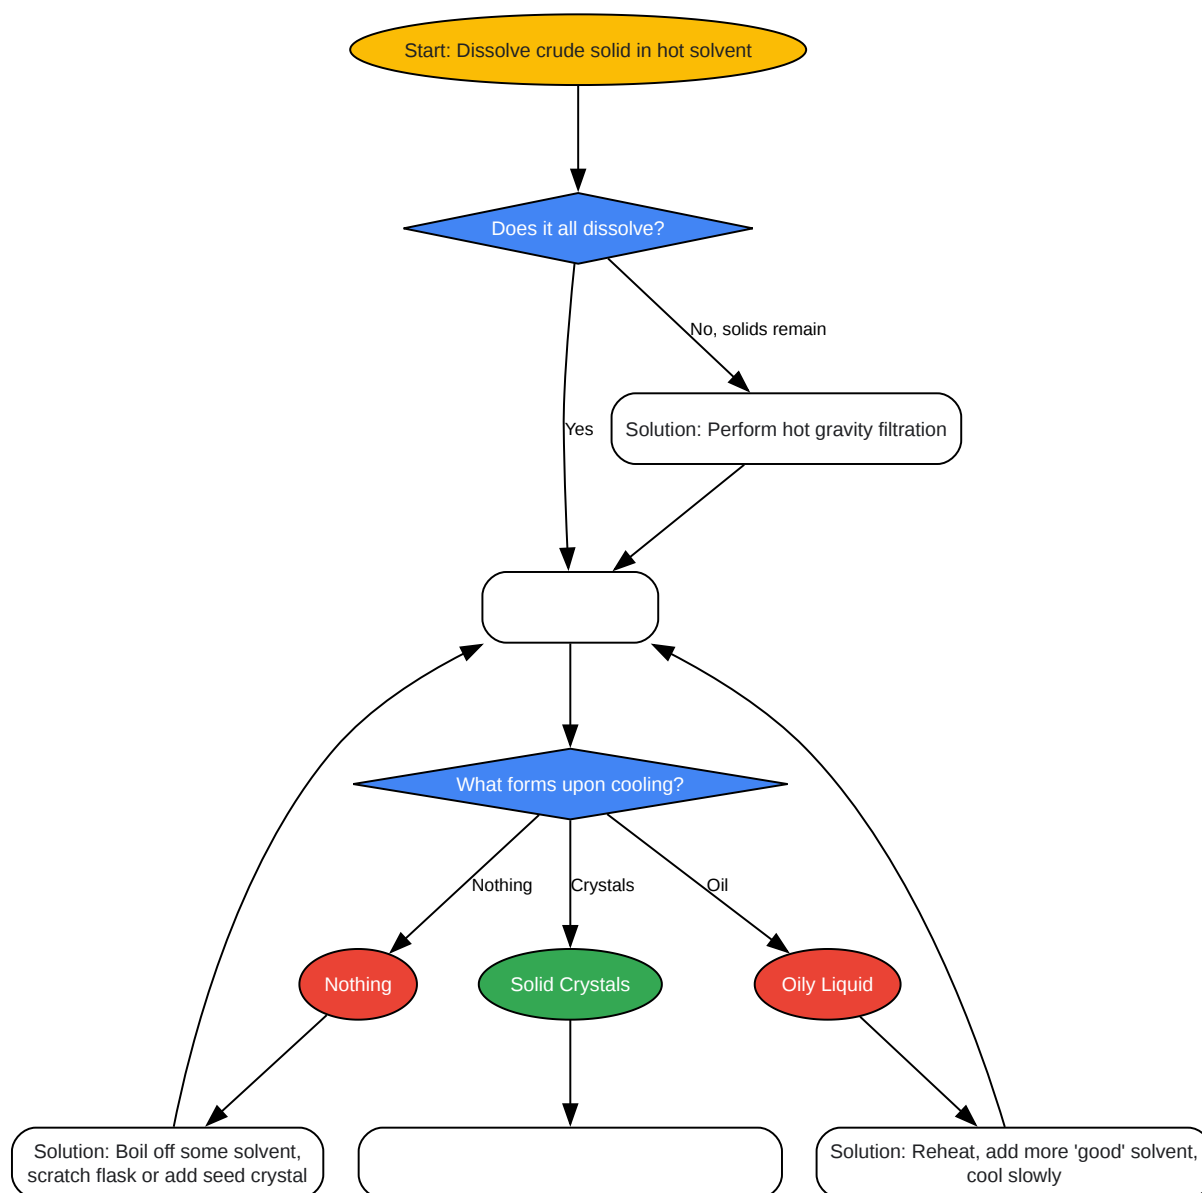 Start: Dissolve crude solid in hot solvent
Does it all dissolve?
No, solids remain
Yes
Solution: Perform hot gravity filtration
What forms upon cooling?
Nothing
Crystals
Oil
Nothing
Solid Crystals
Oily Liquid
Solution: Boil off some solvent,
scratch flask or add seed crystal
Solution: Reheat, add more 'good' solvent,
cool slowly